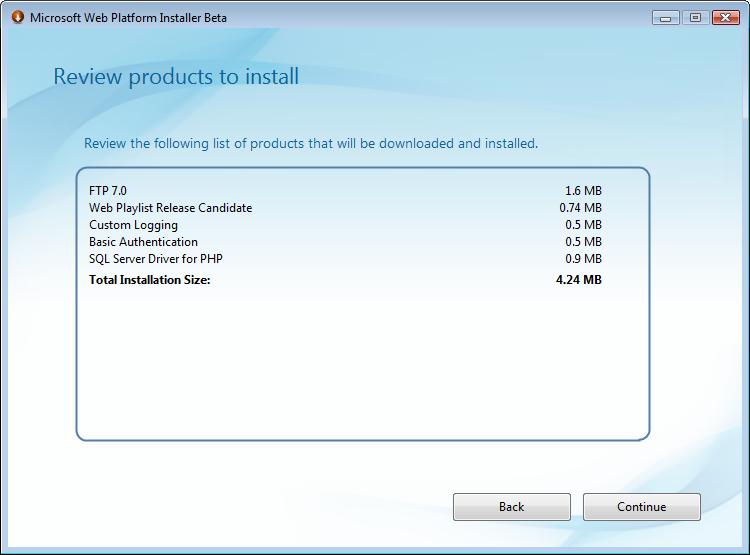 Microsoft Web Platform Installer Beta
Review products to install
Review the following list of products that will be downloaded and installed.
FTP 7.0 1.6 MB
Web Playlist Release Candidate 0.74 MB
Custom Logging 0.5 MB
Basic Authentication 0.5 MB
SQL Server Driver for PHP 0.9 MB
Total Installation Size: 4.24 MB
Back Continue